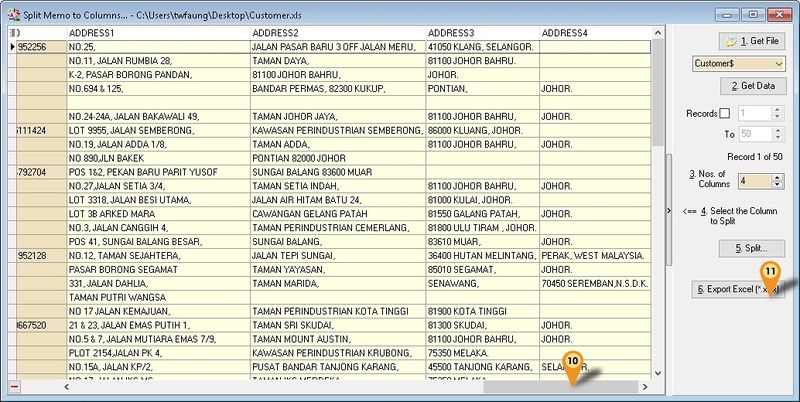 Split Memo to Columns... - C:\Users\twfaung\Desktop\Customer.xls
ADDRESS1 ADDRESS2 ADDRESS3 ADDRESS4
952256 NO.25, JALAN PASAR BARU 3 OFF JALAN MERU, 41050 KLANG, SELANGOR.
NO.11, JALAN RUMBIA 28, TAMAN DAYA, 81100 JOHOR BAHRU.
K-2, PASAR BORONG PANDAN, 81100 JOHOR BAHRU, JOHOR.
NO.694 & 125, BANDAR PERMAS, 82300 KUKUP, PONTIAN, JOHOR.
NO.24-24A, JALAN BAKAWALI 49, TAMAN JOHOR JAYA, 81100 JOHOR BAHRU, JOHOR.
111424 LOT 9955, JALAN SEMBERONG, KAWASAN PERINDUSTRIAN SEMBERONG, 86000 KLUANG, JOHOR.
NO.19, JALAN ADDA 1/8, TAMAN ADDA, 81100 JOHOR BAHRU, JOHOR.
NO 890,JLN BAKEK PONTIAN 82000 JOHOR
792704 POS 1&2, PEKAN BARU PARIT YUSOF SUNGAI BALANG 83600 MUAR
NO.27,JALAN SETIA 3/4, TAMAN SETIA INDAH, 81100 JOHOR BAHRU, JOHOR.
LOT 3318, JALAN BESI UTAMA, JALAN AIR HITAM BATU 24, 81000 KULAI, JOHOR.
LOT 3B ARKED MARA CAWANGAN GELANG PATAH 81550 GALANG PATAH, JOHOR.
NO.3, JALAN CANGGIH 4, TAMAN PERINDUSTRIAN CEMERLANG, 81800 ULU TIRAM , JOHOR.
POS 41, SUNGAI BALANG BESAR, SUNGAI BALANG, 83610 MUAR, JOHOR.
952128 NO.12, TAMAN SEJAHTERA, JALAN TEPI SUNGAI, 36400 HUTAN MELINTANG, PERAK, WEST MALAYSIA.
PASAR BORONG SEGAMAT TAMAN YAYASAN, 85010 SEGAMAT, JOHOR.
331, JALAN DAHLIA, TAMAN MARIDA, SENAWANG, 70450 SEREMBAN,N.S.D.K.
TAMAN PUTRI WANGSA
NO 17 JALAN KEMAJUAN, TAMAN PERINDUSTRIAN KOTA TINGGI 81900 KOTA TINGGI
667520 21 & 23, JALAN EMAS PUTIH 1, TAMAN SRI SKUDAI, 81300 SKUDAI, JOHOR.
NO.5 & 7, JALAN MUTIARA EMAS 7/9, TAMAN MOUNT AUSTIN, 81100 JOHOR BAHRU, JOHOR.
PLOT 2154,JALAN PK 4, KAWASAN PERINDUSTRIAN KRUBONG, 75350 MELAKA.
NO.15A, JALAN KP/2, PUSAT BANDAR TANJONG KARANG, 45500 TANJONG KARANG,
1. Get File
Customer$
2. Get Data
Records 1
To 50
Record 1 of 50
3. Nos. of
Columns 4
<== 4. Select the Column
to Split
5. Split...
6. Export Excel
10
11